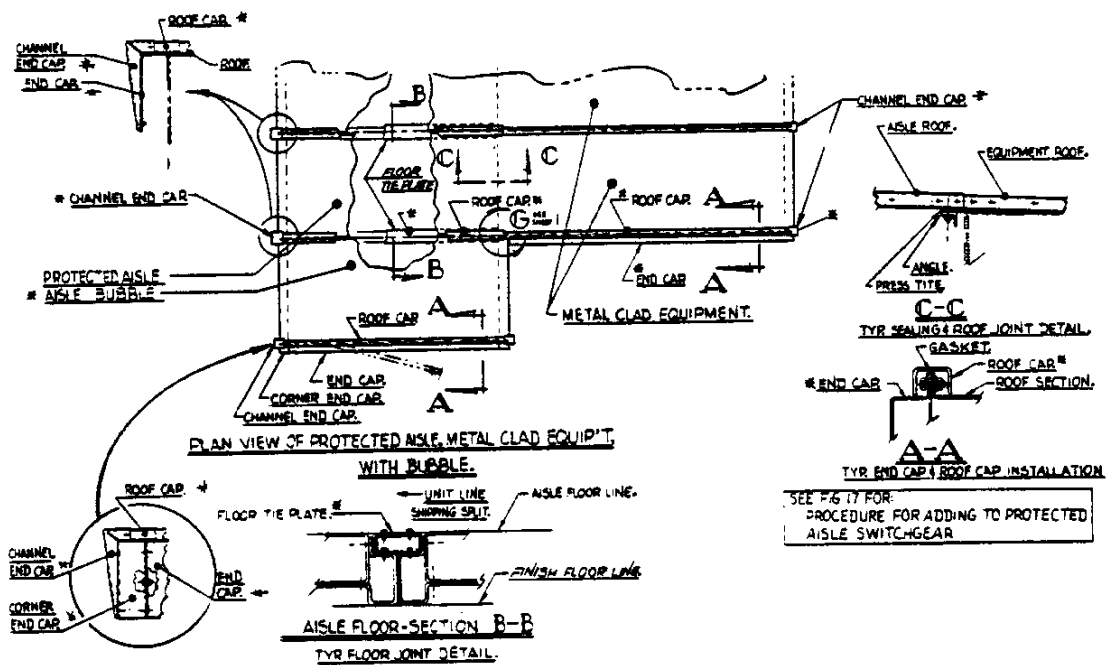 ROOF CAP. *
CHANNEL
END CAP. *
ROOF.
END CAP.
B
CHANNEL END CAP. *
AISLE ROOF.
EQUIPMENT ROOF.
C C
FLOOR
TIE PLATE
* CHANNEL END CAP.
*
ROOF CAP.*
G SEE
* ROOF CAP.
A
*
B
PROTECTED AISLE
* AISLE BUBBLE
* END CAP.
A
ANGLE.
PRESS TITE.
C-C
TYP. SEALING & ROOF JOINT DETAIL.
A
METAL CLAD EQUIPMENT.
ROOF CAP.
GASKET.
ROOF CAP.*
* END CAP.
ROOF SECTION.
END CAP.
CORNER END CAP.
CHANNEL END CAP.
A
A-A
TYP. END CAP & ROOF CAP. INSTALLATION
PLAN VIEW OF PROTECTED AISLE, METAL CLAD EQUIP'T.
WITH BUBBLE.
SEE FIG 17 FOR:
PROCEDURE FOR ADDING TO PROTECTED
AISLE SWITCHGEAR
ROOF CAP.
FLOOR TIE PLATE.*
UNIT LINE
SHIPPING SPLIT.
AISLE FLOOR LINE.
CHANNEL
END CAP. *
END
CAP.
CORNER
END CAP. *
FINISH FLOOR LINE.
AISLE FLOOR-SECTION B-B
TYP. FLOOR JOINT DETAIL.